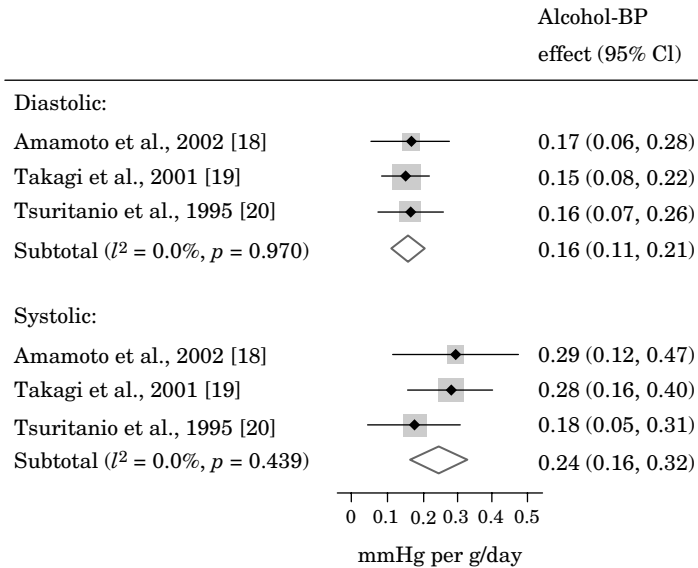 Alcohol-BP
effect (95% Cl)
Diastolic:
Amamoto et al., 2002 [18] 0.17 (0.06, 0.28)
Takagi et al., 2001 [19] 0.15 (0.08, 0.22)
Tsuritanio et al., 1995 [20] 0.16 (0.07, 0.26)
Subtotal (l² = 0.0%, p = 0.970) 0.16 (0.11, 0.21)
Systolic:
Amamoto et al., 2002 [18] 0.29 (0.12, 0.47)
Takagi et al., 2001 [19] 0.28 (0.16, 0.40)
Tsuritanio et al., 1995 [20] 0.18 (0.05, 0.31)
Subtotal (l² = 0.0%, p = 0.439) 0.24 (0.16, 0.32)
0 0.1 0.2 0.3 0.4 0.5
mmHg per g/day